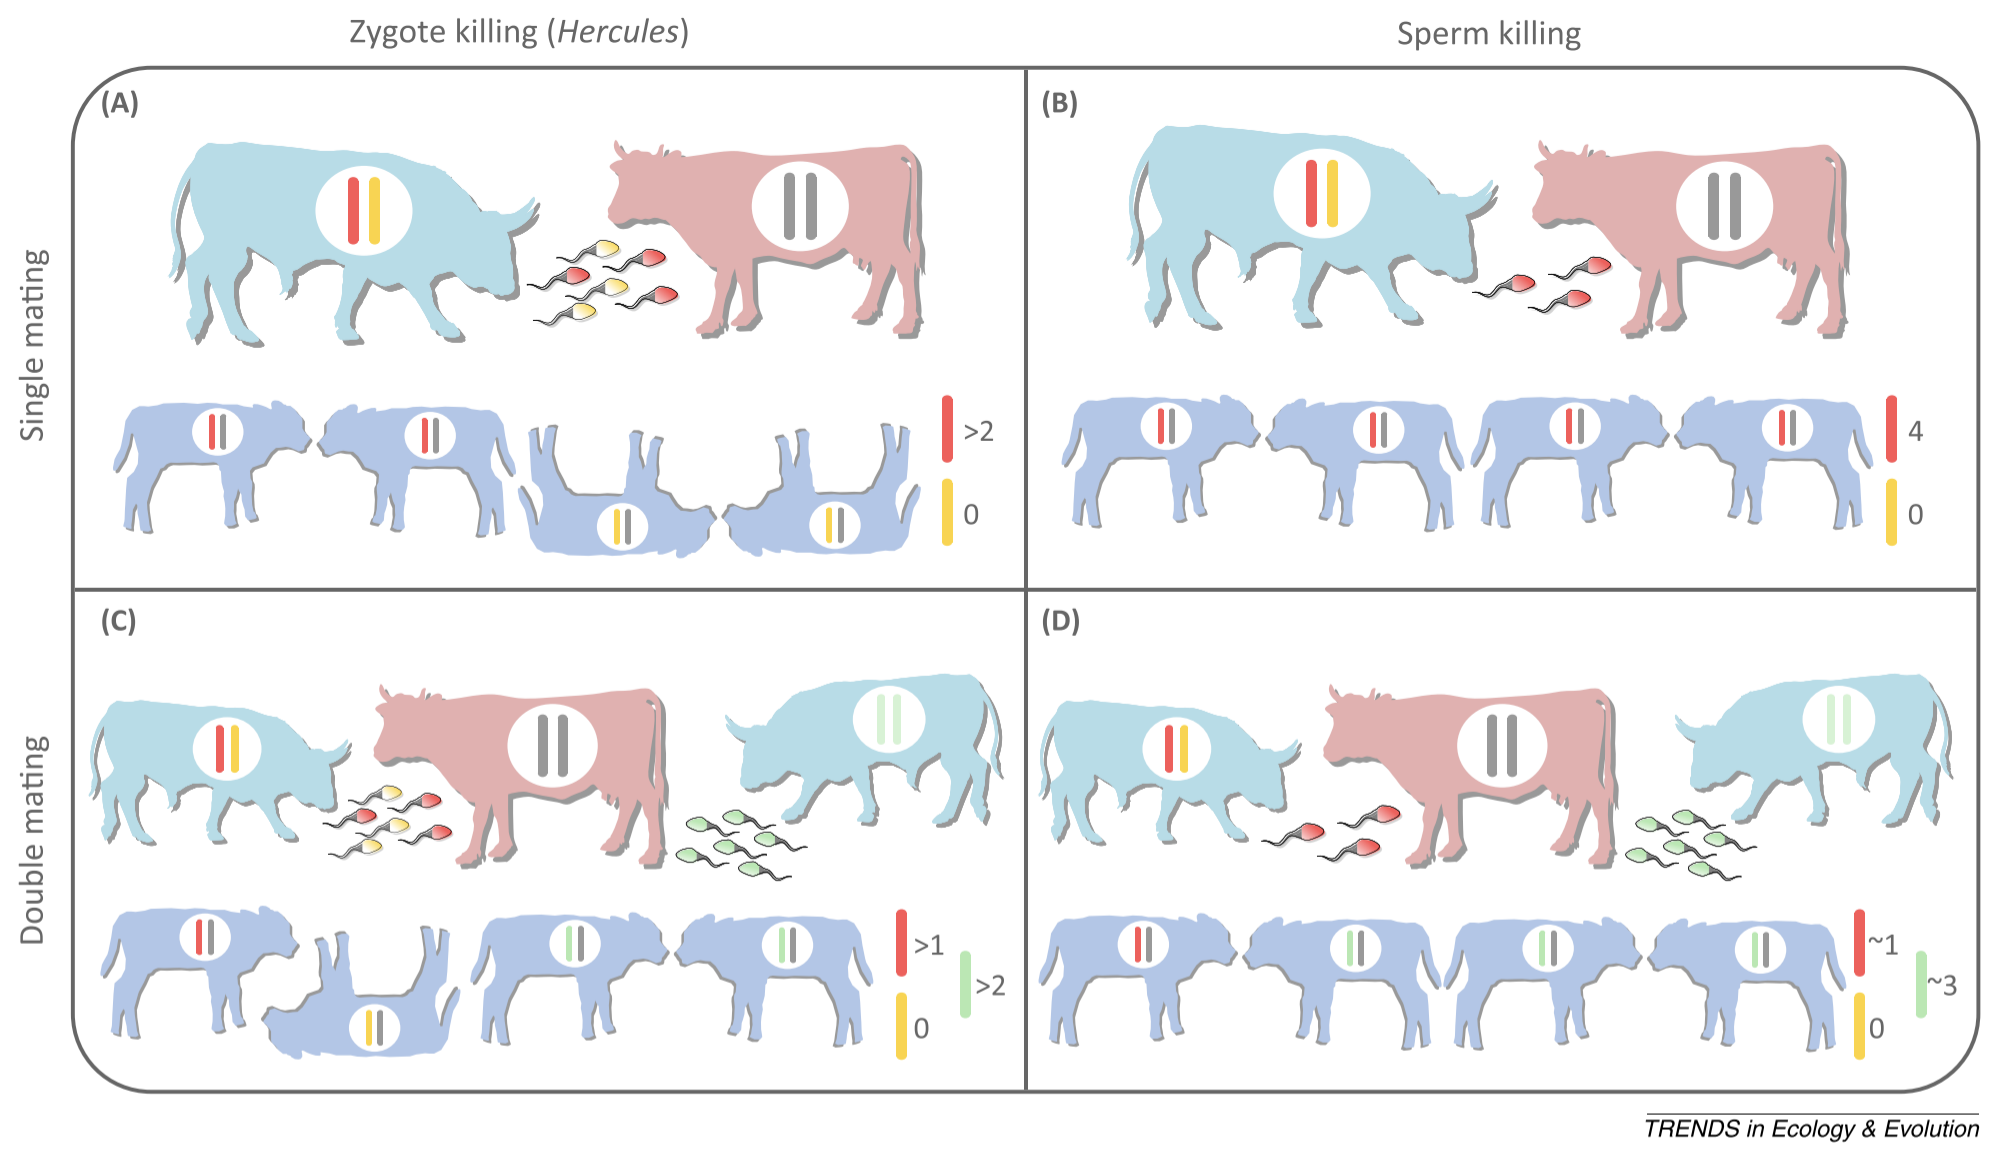 Zygote killing (Hercules)
Sperm killing
Single mating
Double mating
(A)
>2
0
(B)
4
0
(C)
>1
>2
0
(D)
~1
~3
0
TRENDS in Ecology & Evolution